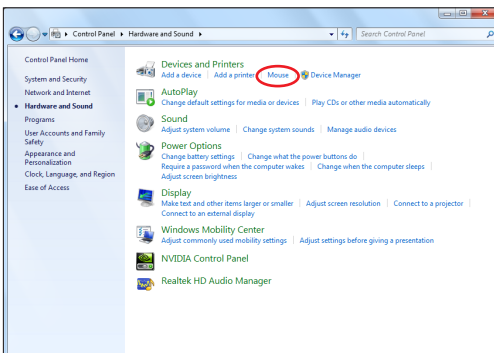 Control Panel ▸ Hardware and Sound ▸
Search Control Panel
Control Panel Home
System and Security
Network and Internet
Hardware and Sound
Programs
User Accounts and Family
Safety
Appearance and
Personalization
Clock, Language, and Region
Ease of Access
Devices and Printers
Add a device | Add a printer | Mouse | Device Manager
AutoPlay
Change default settings for media or devices | Play CDs or other media automatically
Sound
Adjust system volume | Change system sounds | Manage audio devices
Power Options
Change battery settings | Change what the power buttons do |
Require a password when the computer wakes | Change when the computer sleeps |
Adjust screen brightness
Display
Make text and other items larger or smaller | Adjust screen resolution | Connect to a projector |
Connect to an external display
Windows Mobility Center
Adjust commonly used mobility settings | Adjust settings before giving a presentation
NVIDIA Control Panel
Realtek HD Audio Manager